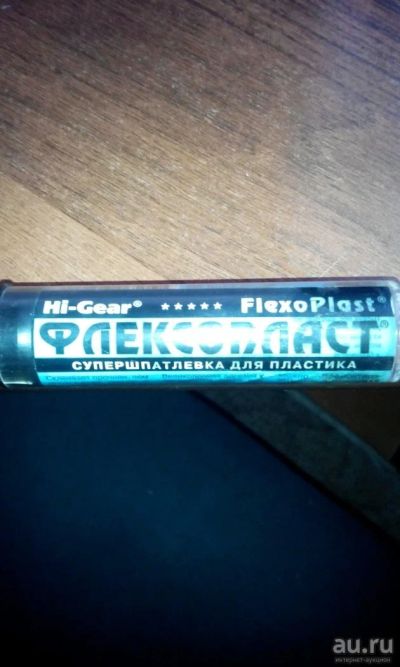 Hi-Gear® ★★★★★ FlexoPlast®
ФЛЕКСОПЛАСТ®
СУПЕРШПАТЛЕВКА ДЛЯ ПЛАСТИКА
au.ru
интернет-аукцион